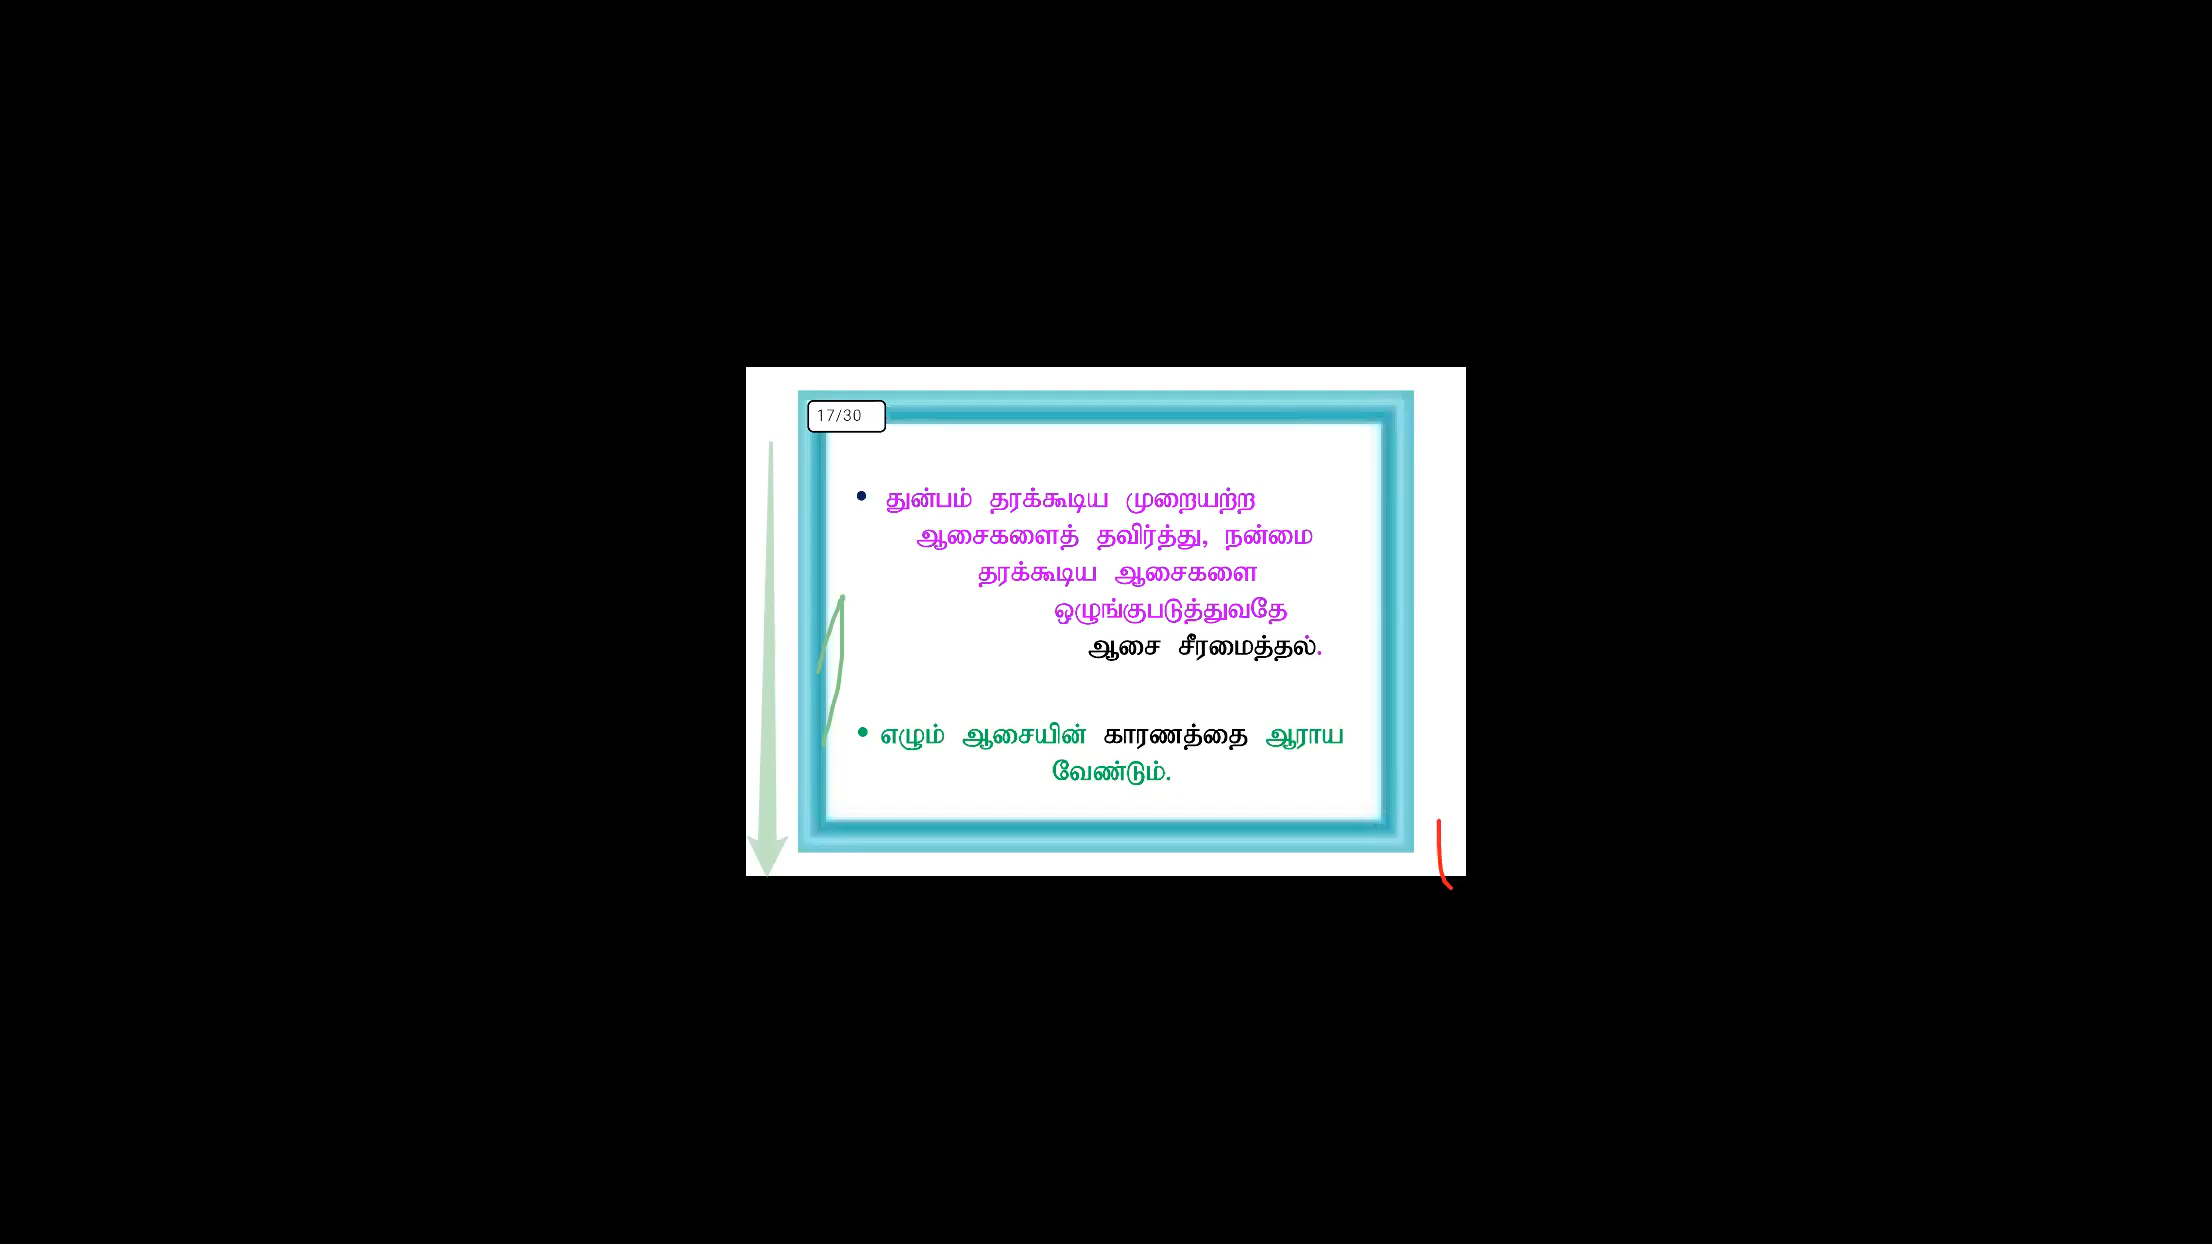 17/30
• துன்பம் தரக்கூடிய முறையற்ற
ஆசைகளைத் தவிர்த்து, நன்மை
தரக்கூடிய ஆசைகளை
ஒழுங்குபடுத்துவதே
ஆசை சீரமைத்தல்.
• எழும் ஆசையின் காரணத்தை ஆராய
வேண்டும்.